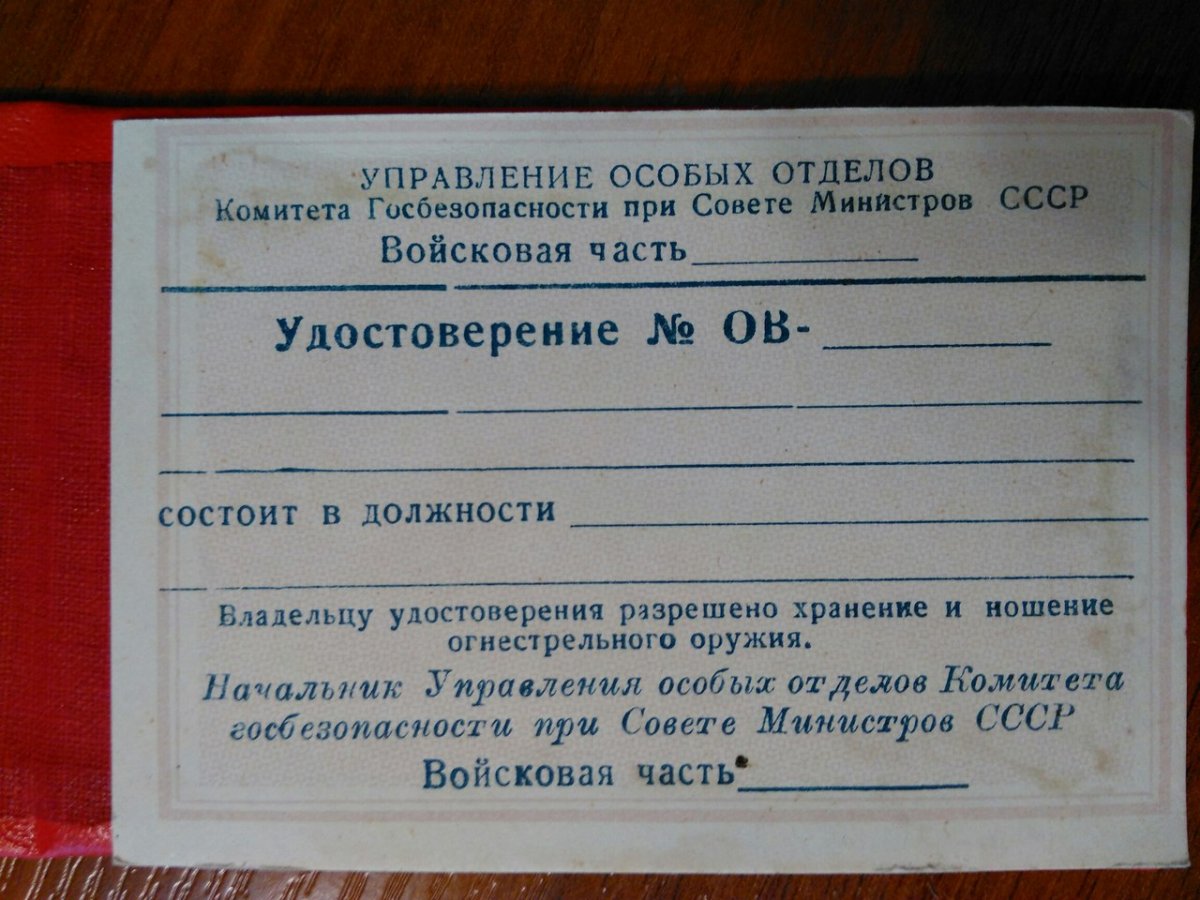 УПРАВЛЕНИЕ ОСОБЫХ ОТДЕЛОВ
Комитета Госбезопасности при Совете Министров СССР
Войсковая часть
Удостоверение № ОВ-
состоит в должности
Владельцу удостоверения разрешено хранение и ношение
огнестрельного оружия.
Начальник Управления особых отделов Комитета
госбезопасности при Совете Министров СССР
Войсковая часть